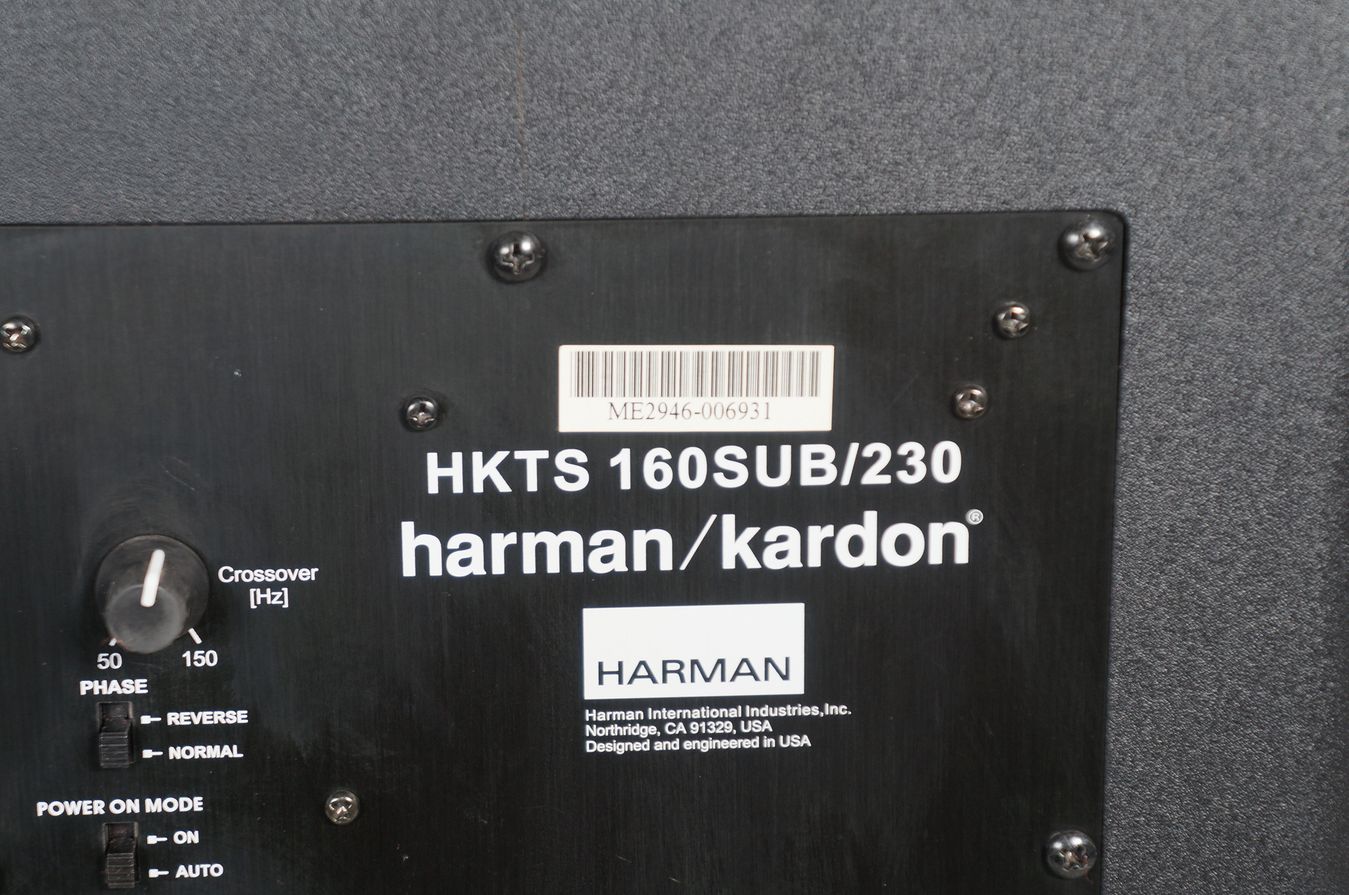 ME2946-006931
HKTS 160SUB/230
harman/kardon®
Crossover
[Hz]
50 150
PHASE
REVERSE
NORMAL
POWER ON MODE
ON
AUTO
HARMAN
Harman International Industries,Inc.
Northridge, CA 91329, USA
Designed and engineered in USA